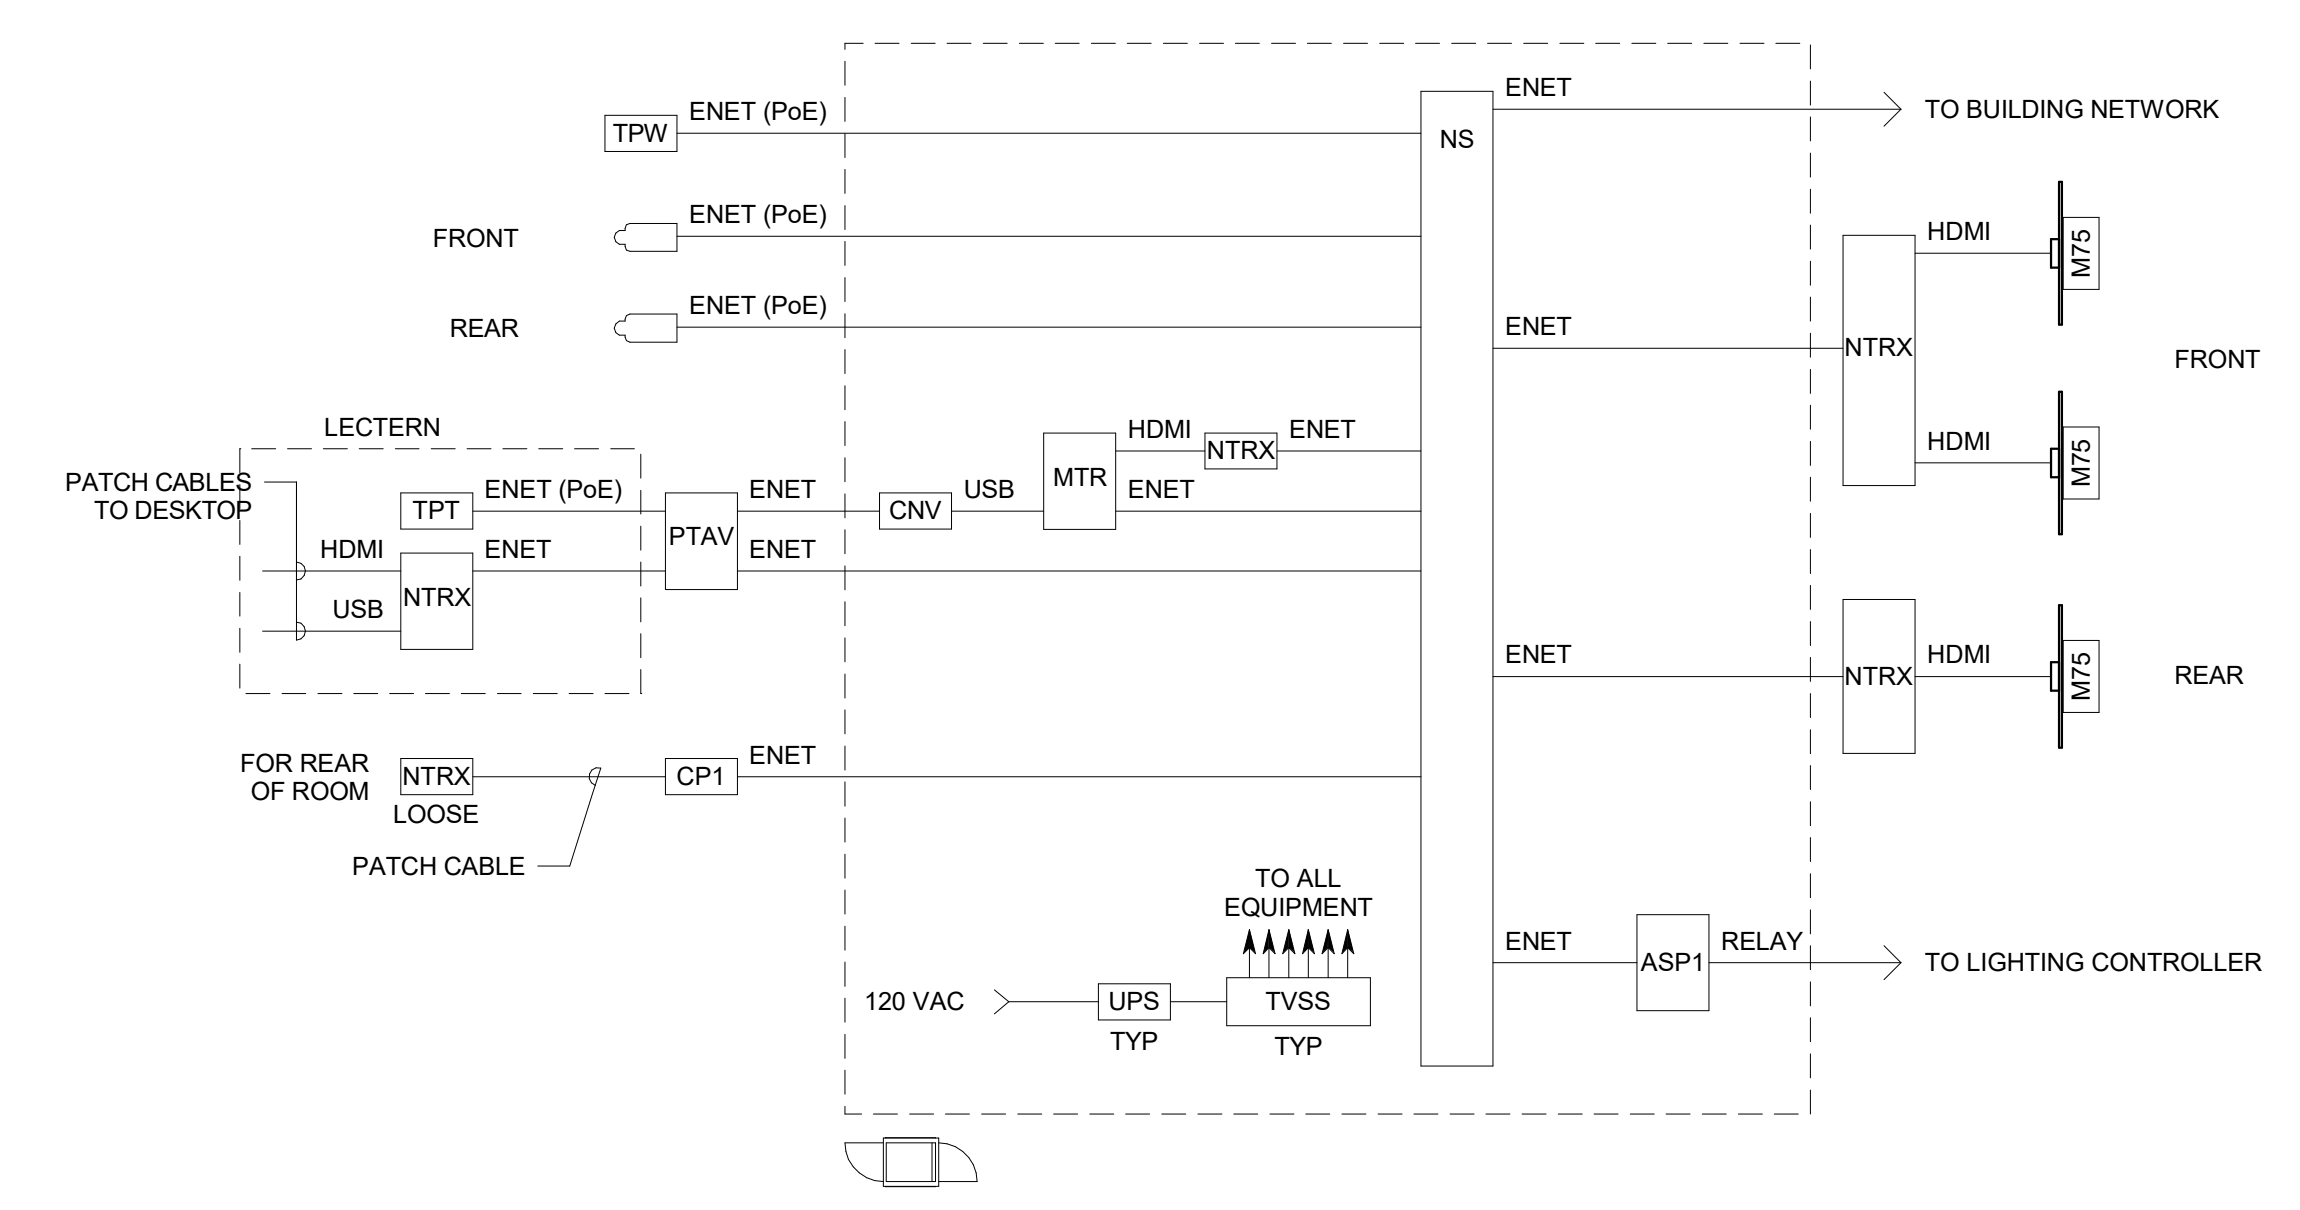 ENET
ENET (PoE)
TO BUILDING NETWORK
TPW
NS
ENET (PoE)
FRONT
HDMI
M75
ENET (PoE)
REAR
ENET
NTRX
FRONT
LECTERN
HDMI
NTRX
ENET
HDMI
M75
PATCH CABLES
TO DESKTOP
TPT
ENET (PoE)
PTAV
ENET
CNV
USB
MTR
ENET
HDMI
NTRX
ENET
ENET
USB
ENET
NTRX
HDMI
M75
REAR
FOR REAR
OF ROOM
NTRX
LOOSE
CP1
ENET
PATCH CABLE
TO ALL
EQUIPMENT
ENET
ASP1
RELAY
TO LIGHTING CONTROLLER
120 VAC
UPS
TYP
TVSS
TYP